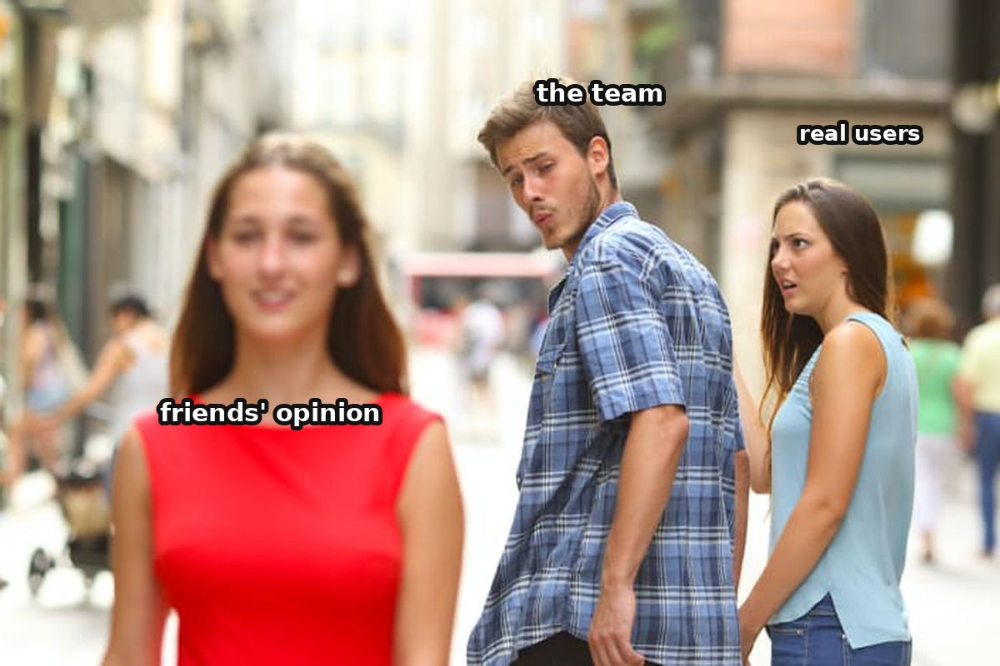 the team
real users
friends' opinion